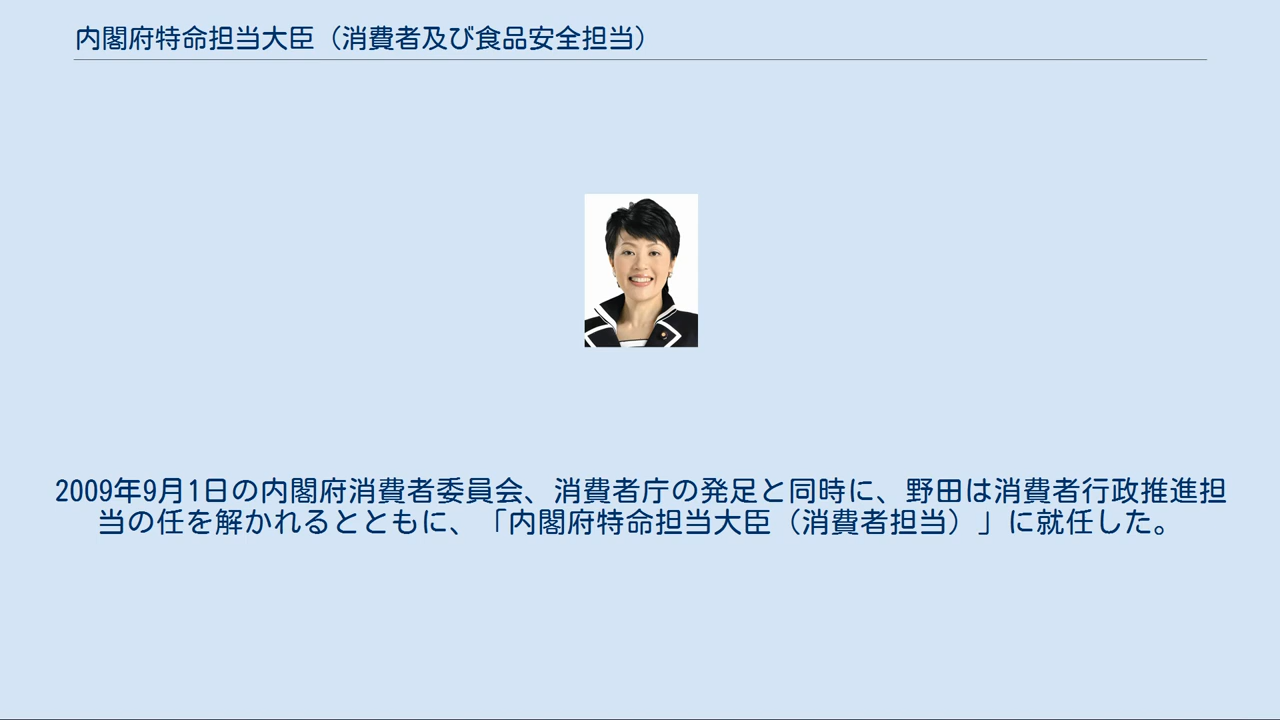 内閣府特命担当大臣（消費者及び食品安全担当）
2009年9月1日の内閣府消費者委員会、消費者庁の発足と同時に、野田は消費者行政推進担
当の任を解かれるとともに、「内閣府特命担当大臣（消費者担当）」に就任した。